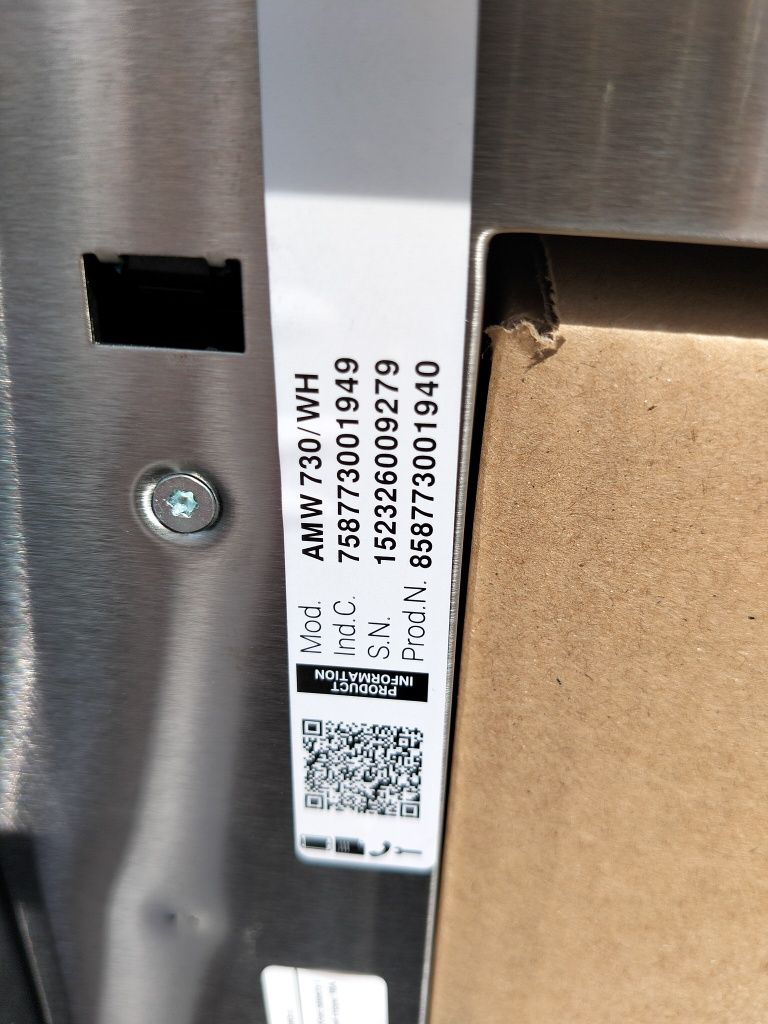 Mod. AMW 730/WH
Ind.C. 758773001949
S.N. 152326009279
Prod.N. 858773001940
PRODUCT
INFORMATION